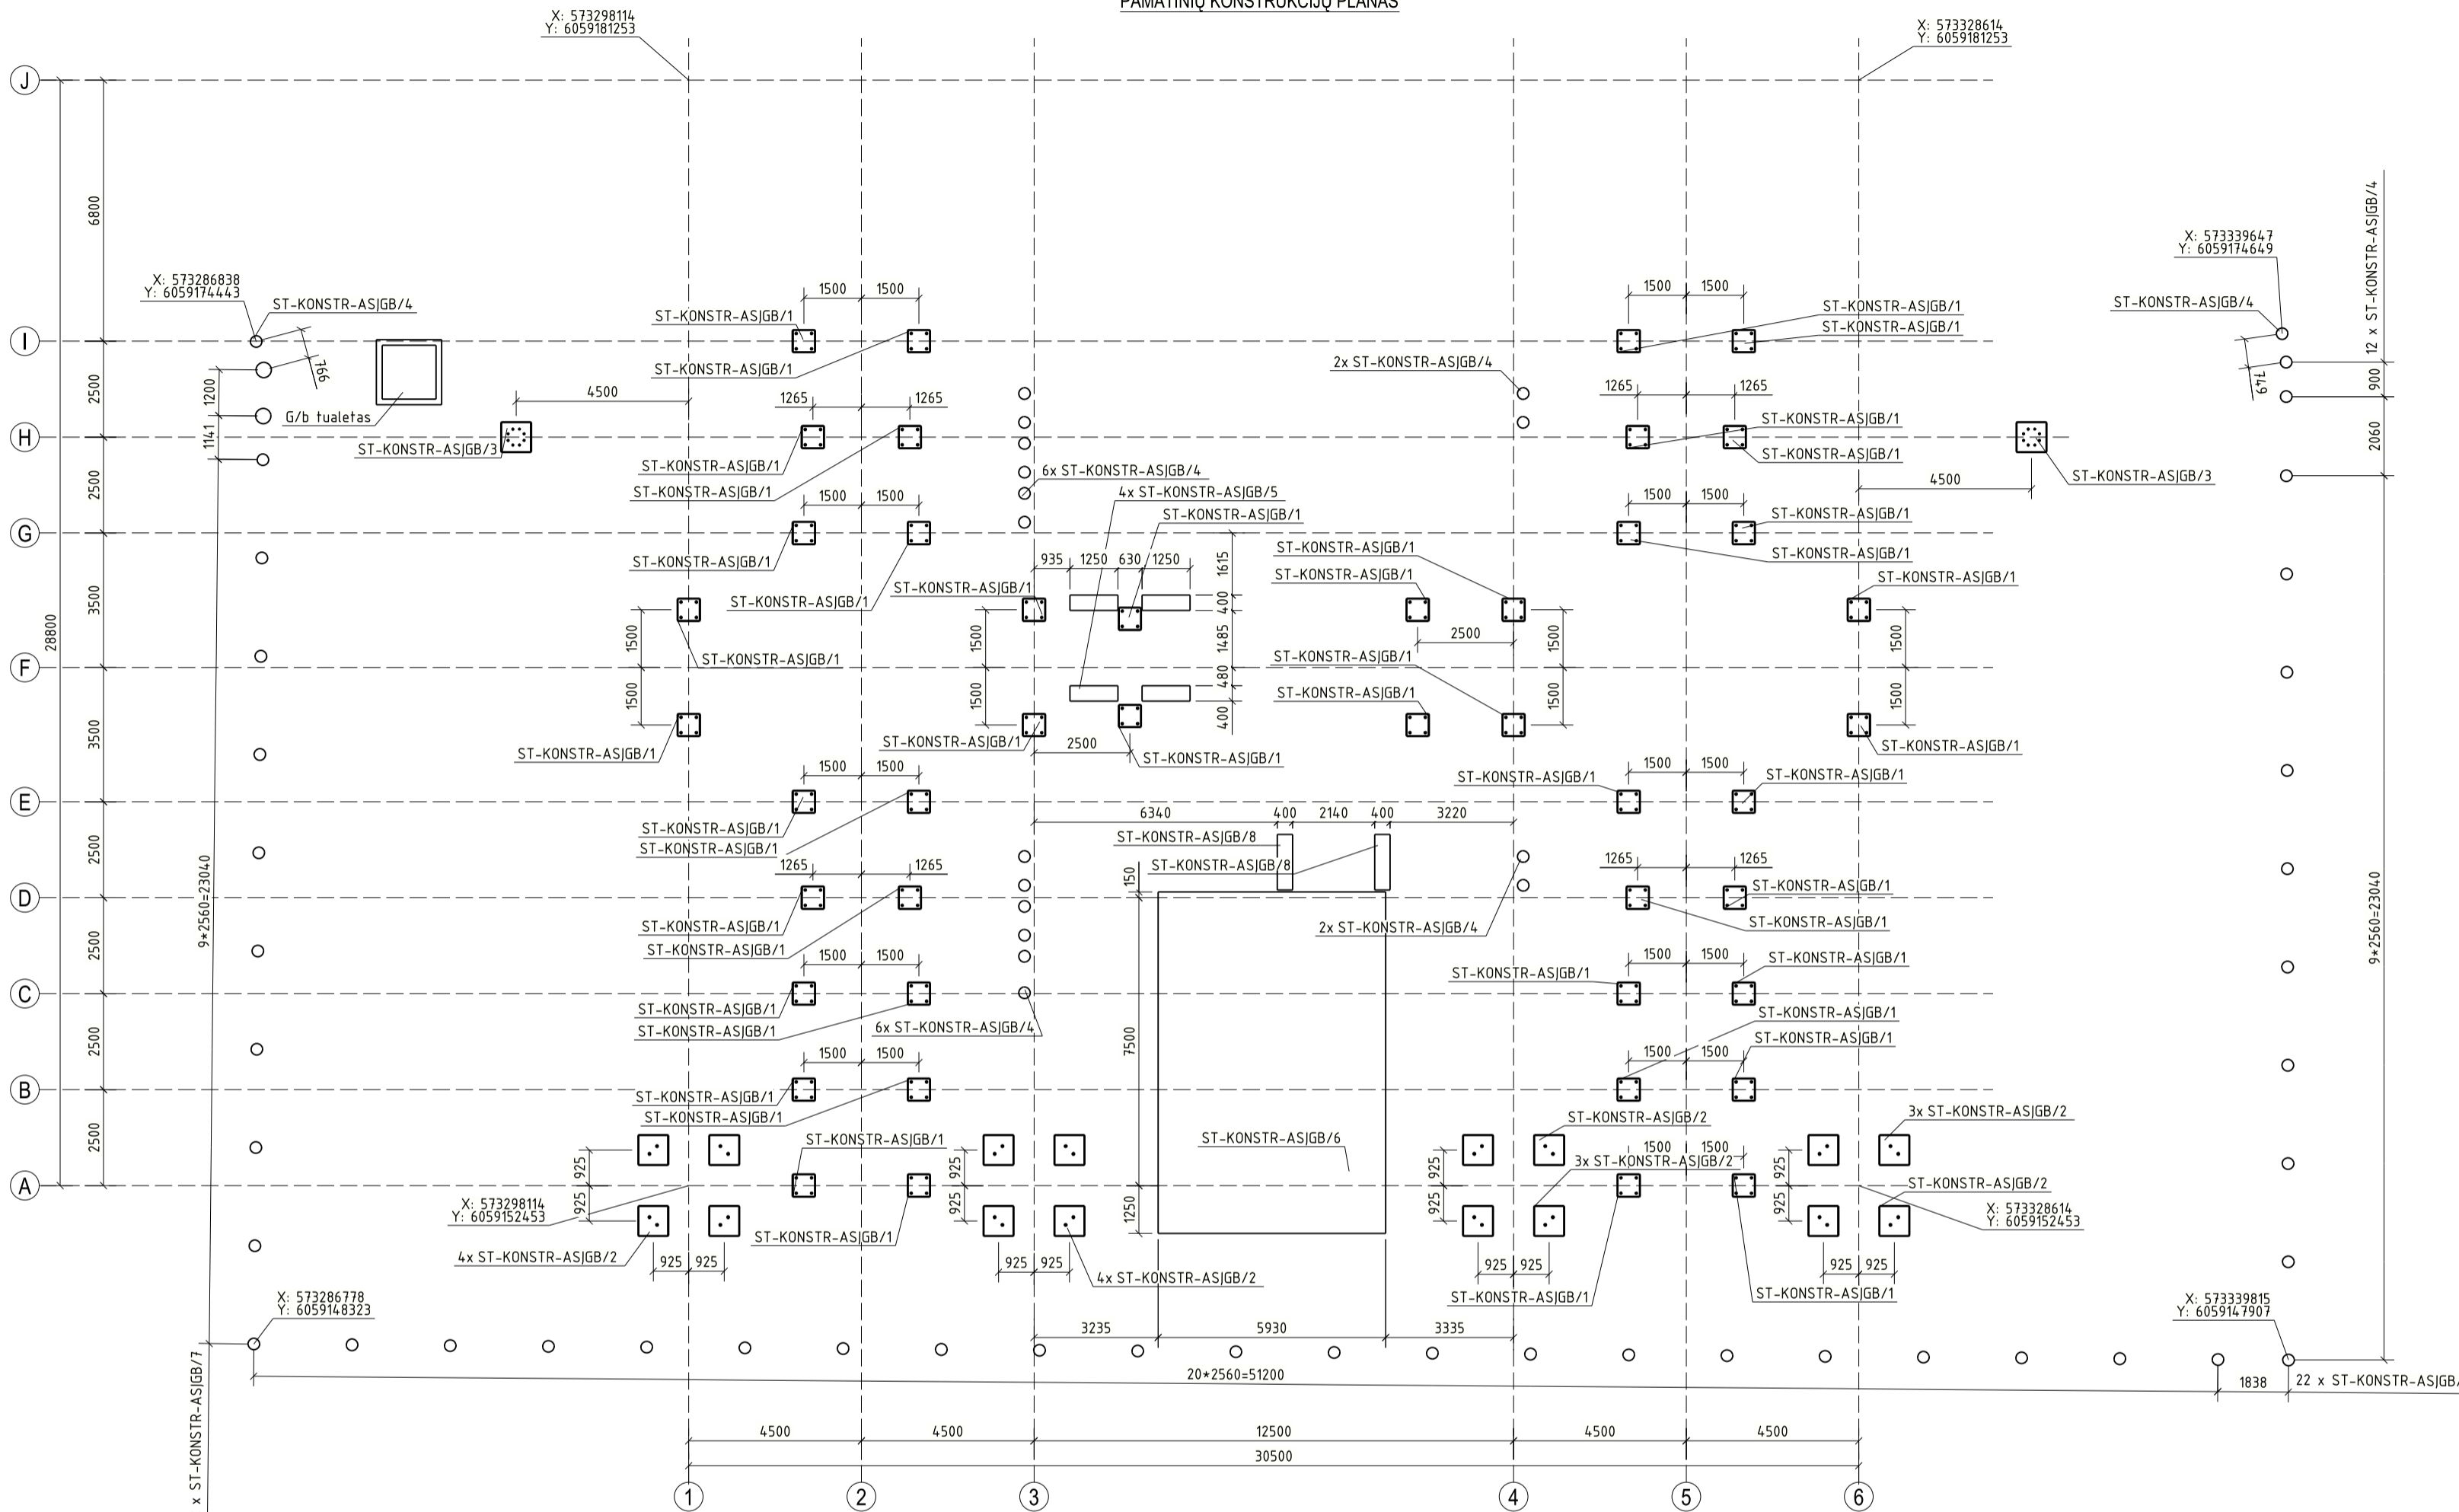 PAMATINIŲ KONSTRUKCIJŲ PLANAS
X: 573298114
Y: 6059181253
X: 573328614
Y: 6059181253
J
6800
12 x ST-KONSTR-ASJGB/4
X: 573339647
Y: 6059174649
X: 573286838
Y: 6059174443
ST-KONSTR-ASJGB/4
1500
1500
ST-KONSTR-ASJGB/1
1500
1500
ST-KONSTR-ASJGB/1
ST-KONSTR-ASJGB/1
ST-KONSTR-ASJGB/4
I
766
ST-KONSTR-ASJGB/1
2x ST-KONSTR-ASJGB/4
749
900
2500
1200
4500
1265
1265
1265
1265
G/b tualetas
ST-KONSTR-ASJGB/1
2060
H
1141
ST-KONSTR-ASJGB/3
ST-KONSTR-ASJGB/1
ST-KONSTR-ASJGB/1
6x ST-KONSTR-ASJGB/4
ST-KONSTR-ASJGB/1
4500
ST-KONSTR-ASJGB/3
2500
1500
1500
4x ST-KONSTR-ASJGB/5
ST-KONSTR-ASJGB/1
1500
1500
ST-KONSTR-ASJGB/1
G
ST-KONSTR-ASJGB/1
935
1250
630
1250
1615
ST-KONSTR-ASJGB/1
ST-KONSTR-ASJGB/1
ST-KONSTR-ASJGB/1
ST-KONSTR-ASJGB/1
ST-KONSTR-ASJGB/1
ST-KONSTR-ASJGB/1
3500
28800
400
1500
1500
1485
2500
1500
1500
ST-KONSTR-ASJGB/1
ST-KONSTR-ASJGB/1
F
480
1500
1500
400
ST-KONSTR-ASJGB/1
1500
1500
3500
ST-KONSTR-ASJGB/1
ST-KONSTR-ASJGB/1
2500
ST-KONSTR-ASJGB/1
ST-KONSTR-ASJGB/1
1500
1500
ST-KONSTR-ASJGB/1
1500
1500
ST-KONSTR-ASJGB/1
E
6340
400
2140
400
3220
ST-KONSTR-ASJGB/1
ST-KONSTR-ASJGB/1
ST-KONSTR-ASJGB/8
ST-KONSTR-ASJGB/8
2500
1265
1265
150
1265
1265
ST-KONSTR-ASJGB/1
D
9*2560=23040
ST-KONSTR-ASJGB/1
ST-KONSTR-ASJGB/1
2x ST-KONSTR-ASJGB/4
ST-KONSTR-ASJGB/1
9*2560=23040
2500
1500
1500
ST-KONSTR-ASJGB/1
1500
1500
ST-KONSTR-ASJGB/1
C
ST-KONSTR-ASJGB/1
ST-KONSTR-ASJGB/1
6x ST-KONSTR-ASJGB/4
ST-KONSTR-ASJGB/1
2500
7500
1500
1500
1500
1500
ST-KONSTR-ASJGB/1
B
ST-KONSTR-ASJGB/1
ST-KONSTR-ASJGB/1
ST-KONSTR-ASJGB/2
3x ST-KONSTR-ASJGB/2
2500
ST-KONSTR-ASJGB/1
ST-KONSTR-ASJGB/6
1500
1500
925
925
925
3x ST-KONSTR-ASJGB/2
925
A
X: 573298114
Y: 6059152453
925
925
1250
925
925
ST-KONSTR-ASJGB/2
X: 573328614
Y: 6059152453
ST-KONSTR-ASJGB/1
4x ST-KONSTR-ASJGB/2
925
925
925
925
4x ST-KONSTR-ASJGB/2
925
925
925
925
ST-KONSTR-ASJGB/1
ST-KONSTR-ASJGB/1
X: 573286778
Y: 6059148323
X: 573339815
Y: 6059147907
3235
5930
3335
x ST-KONSTR-ASJGB/7
20*2560=51200
1838
22 x ST-KONSTR-ASJGB/
4500
4500
12500
4500
4500
30500
1
2
3
4
5
6